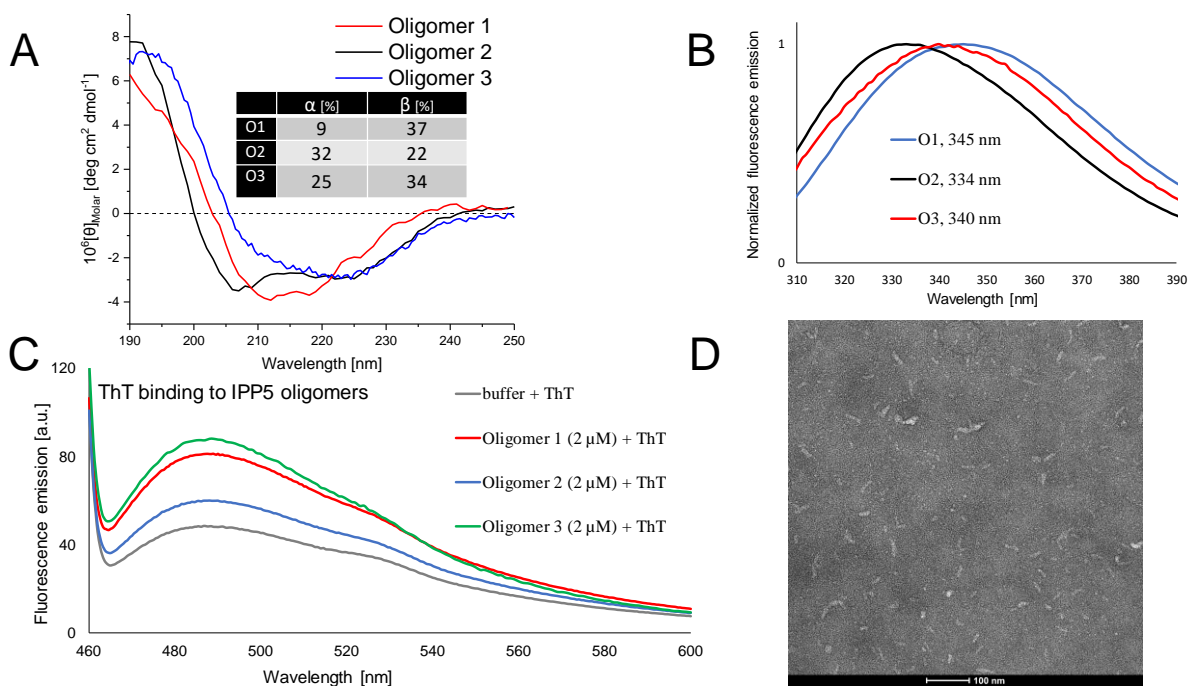 A
8
6
4
2
0
-2
-4
10⁶[θ]Molar [deg cm² dmol⁻¹]
Oligomer 1
Oligomer 2
Oligomer 3
α [%] β [%]
O1 9 37
O2 32 22
O3 25 34
190 200 210 220 230 240 250
Wavelength [nm]
B
1
0
Normalized fluorescence emission
O1, 345 nm
O2, 334 nm
O3, 340 nm
310 320 330 340 350 360 370 380 390
Wavelength [nm]
C
120
80
40
0
Fluorescence emission [a.u.]
ThT binding to IPP5 oligomers
buffer + ThT
Oligomer 1 (2 µM) + ThT
Oligomer 2 (2 µM) + ThT
Oligomer 3 (2 µM) + ThT
460 480 500 520 540 560 580 600
Wavelength [nm]
D
100 nm